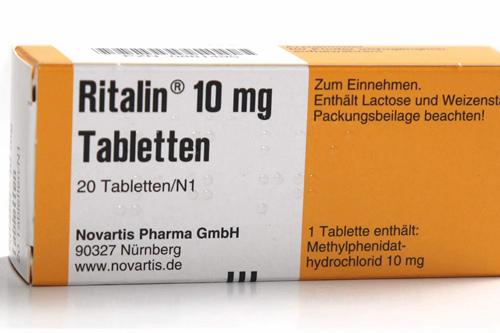 Ritalin® 10 mg
Tabletten
20 Tabletten/N1
Novartis Pharma GmbH
90327 Nürnberg
www.novartis.de
Zum Einnehmen.
Enthält Lactose und Weizenstä
Packungsbeilage beachten!
1 Tablette enthält:
Methylphenidat-
hydrochlorid 10 mg